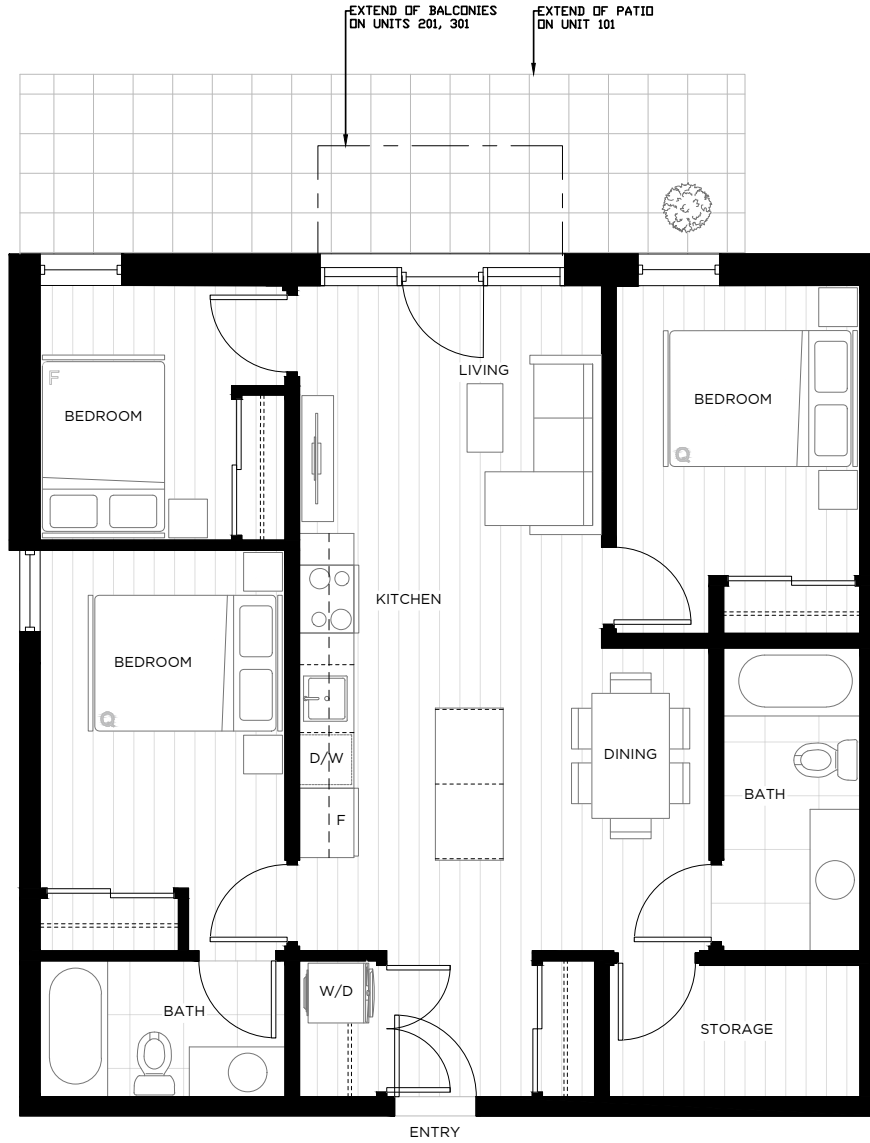 EXTEND OF BALCONIES
ON UNITS 201, 301
EXTEND OF PATIO
ON UNIT 101
LIVING
F
BEDROOM
BEDROOM
Q
KITCHEN
BEDROOM
Q
D/W
DINING
BATH
F
W/D
BATH
STORAGE
ENTRY